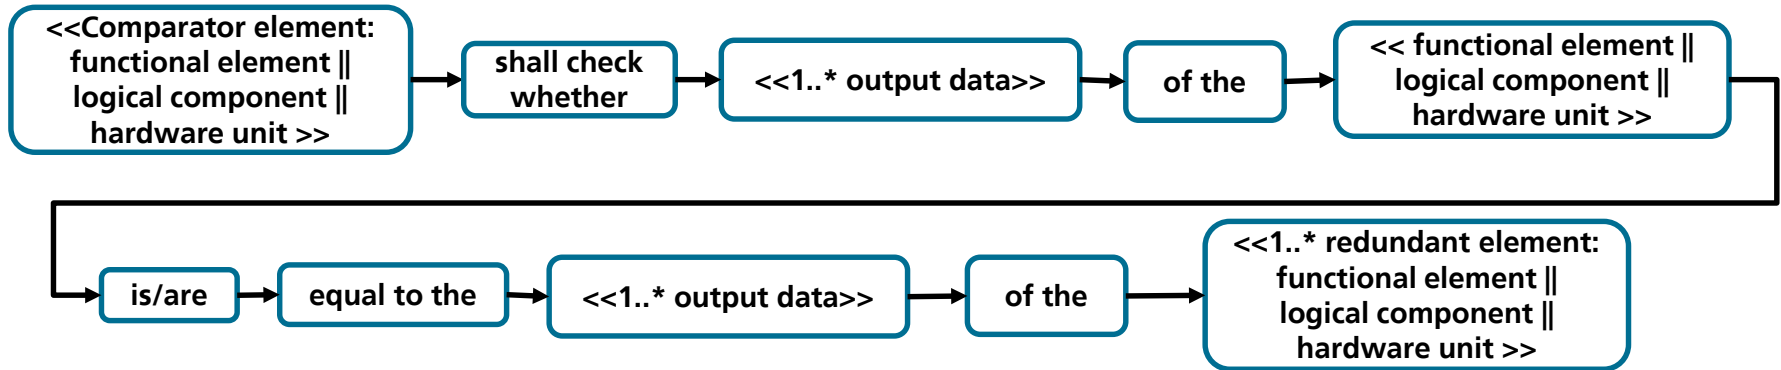 <<Comparator element:
functional element ||
logical component ||
hardware unit >>
shall check
whether
<<1..* output data>>
of the
<< functional element ||
logical component ||
hardware unit >>
is/are
equal to the
<<1..* output data>>
of the
<<1..* redundant element:
functional element ||
logical component ||
hardware unit >>